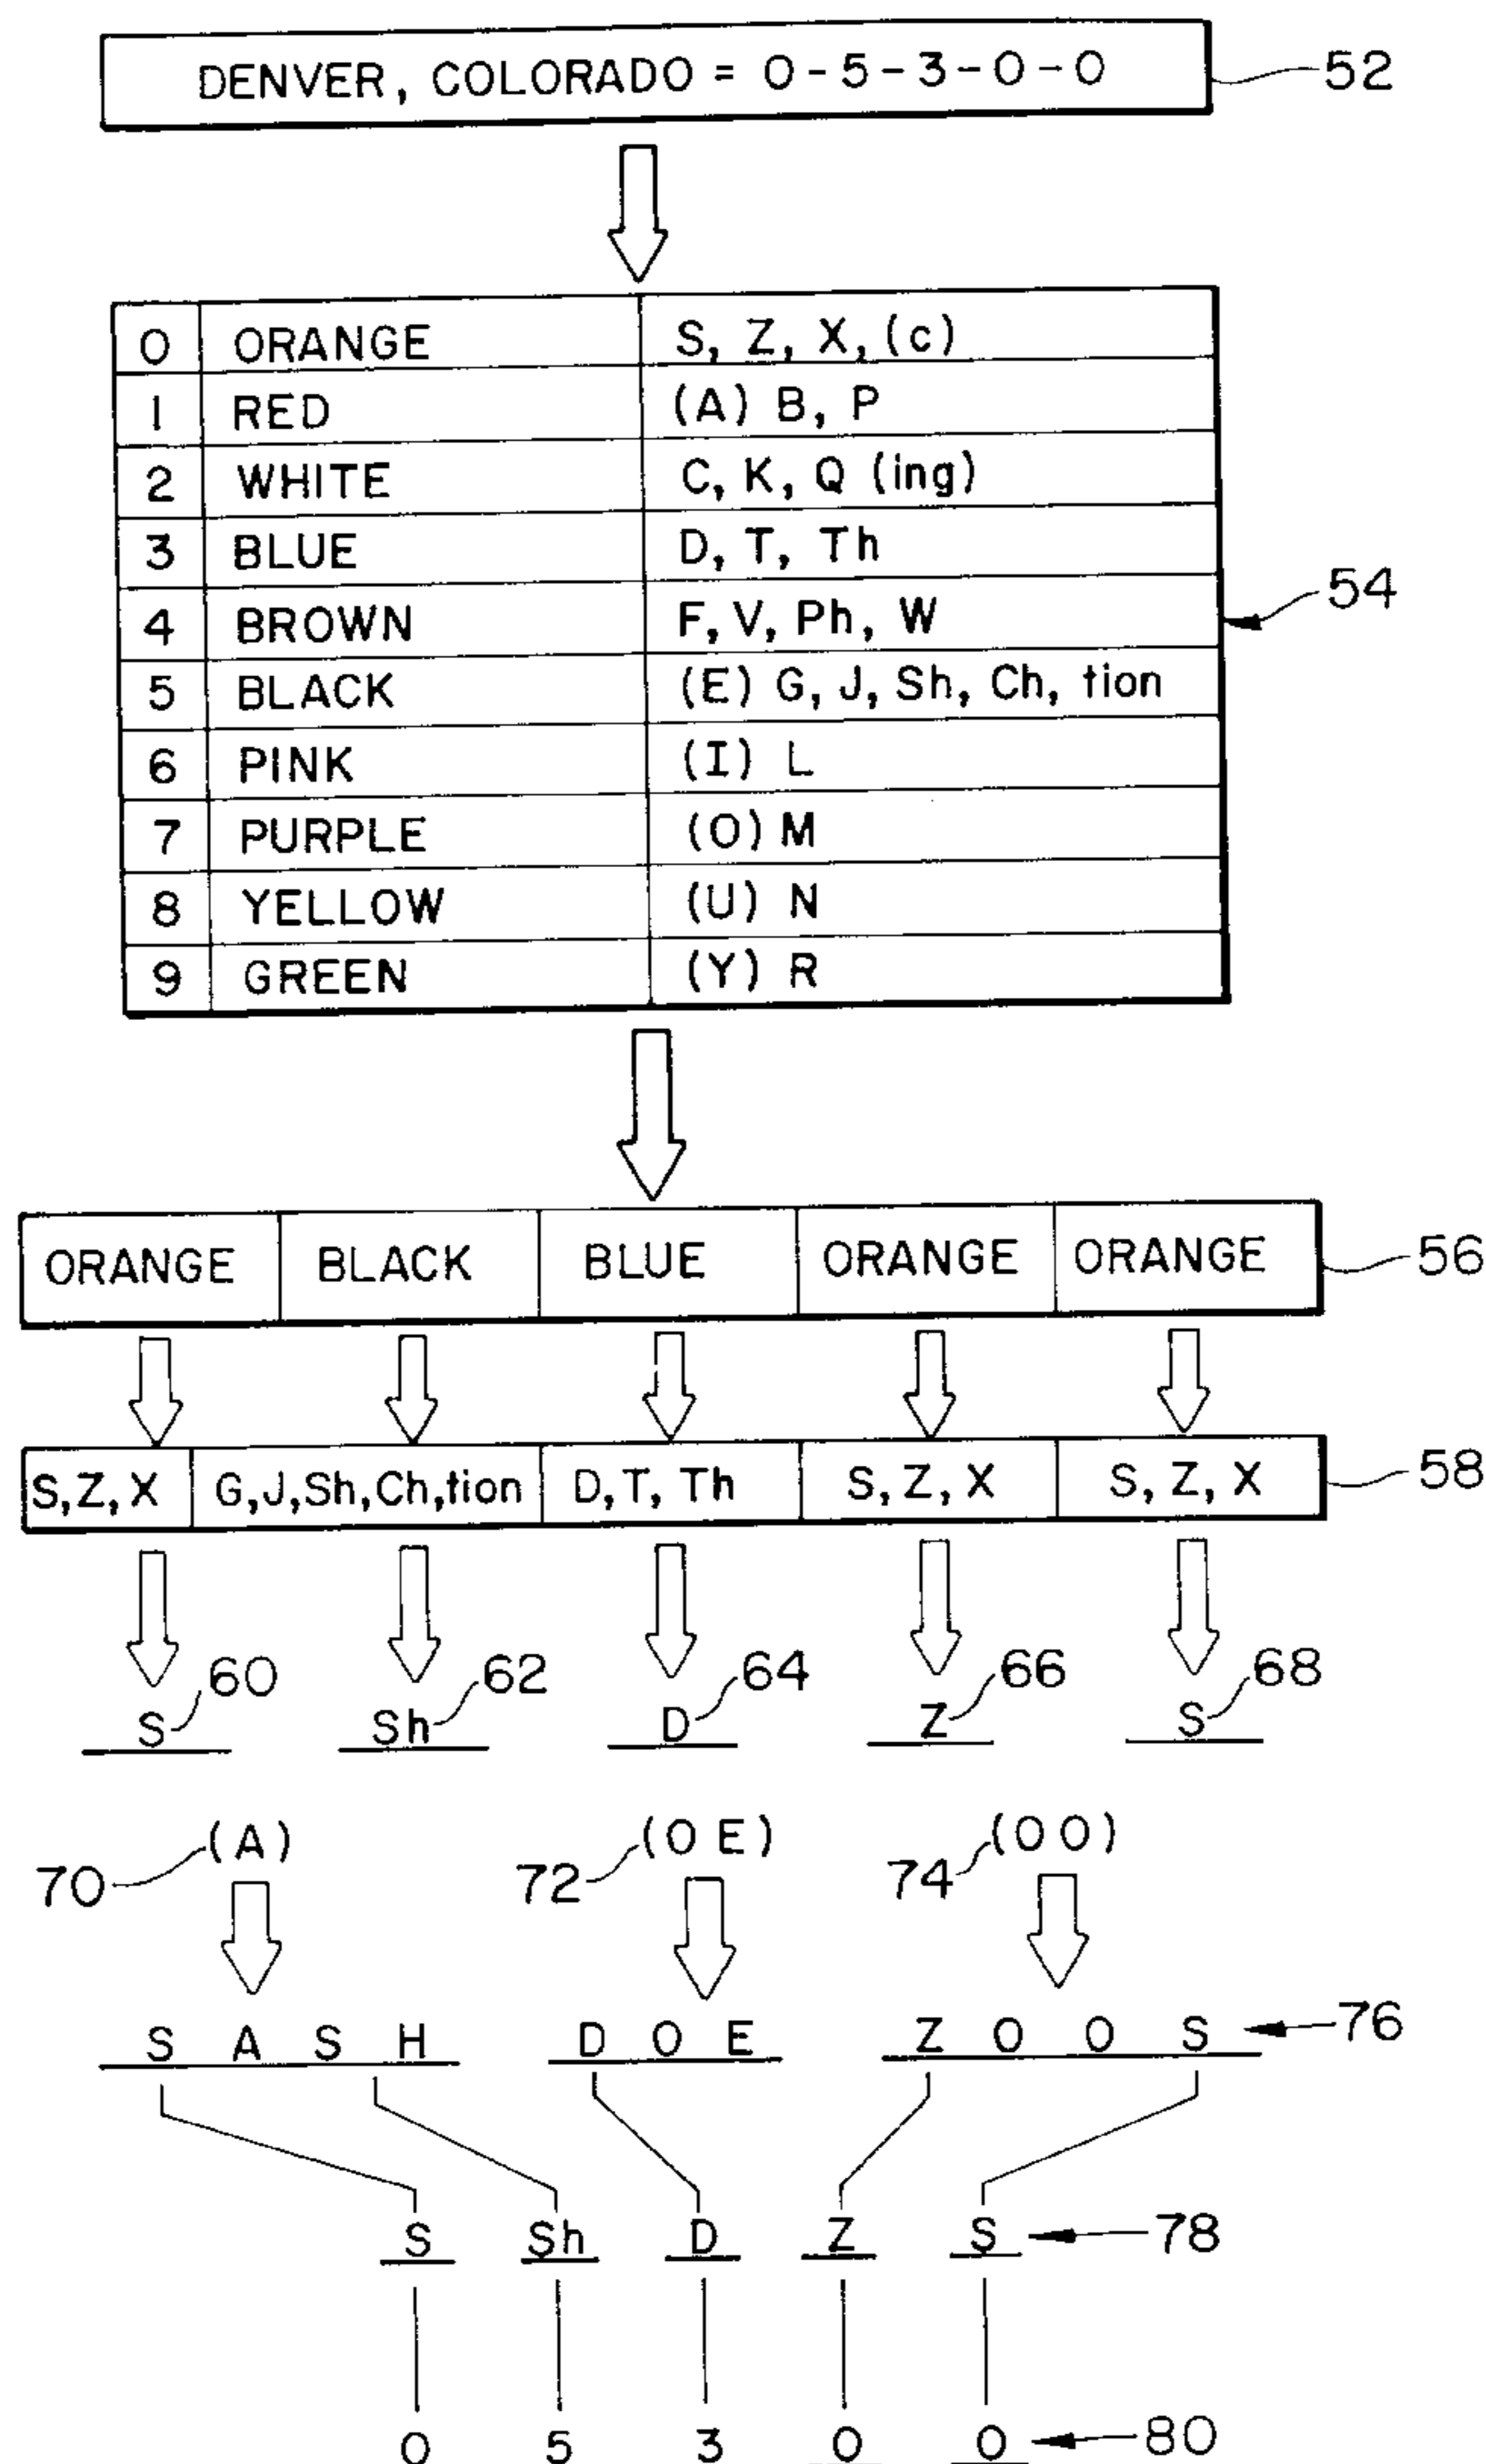 DENVER, COLORADO = 0-5-3-0-0 52
0 ORANGE S, Z, X, (c)
1 RED (A) B, P
2 WHITE C, K, Q (ing)
3 BLUE D, T, Th
4 BROWN F, V, Ph, W
54
5 BLACK (E) G, J, Sh, Ch, tion
6 PINK (I) L
7 PURPLE (O) M
8 YELLOW (U) N
9 GREEN (Y) R
ORANGE BLACK BLUE ORANGE ORANGE 56
S, Z, X G, J, Sh, Ch, tion D, T, Th S, Z, X S, Z, X 58
60 62 64 66 68
S Sh D Z S
(A) (O E) (O O)
70 72 74
S A S H D O E Z O O S 76
S Sh D Z S 78
0 5 3 0 0 80